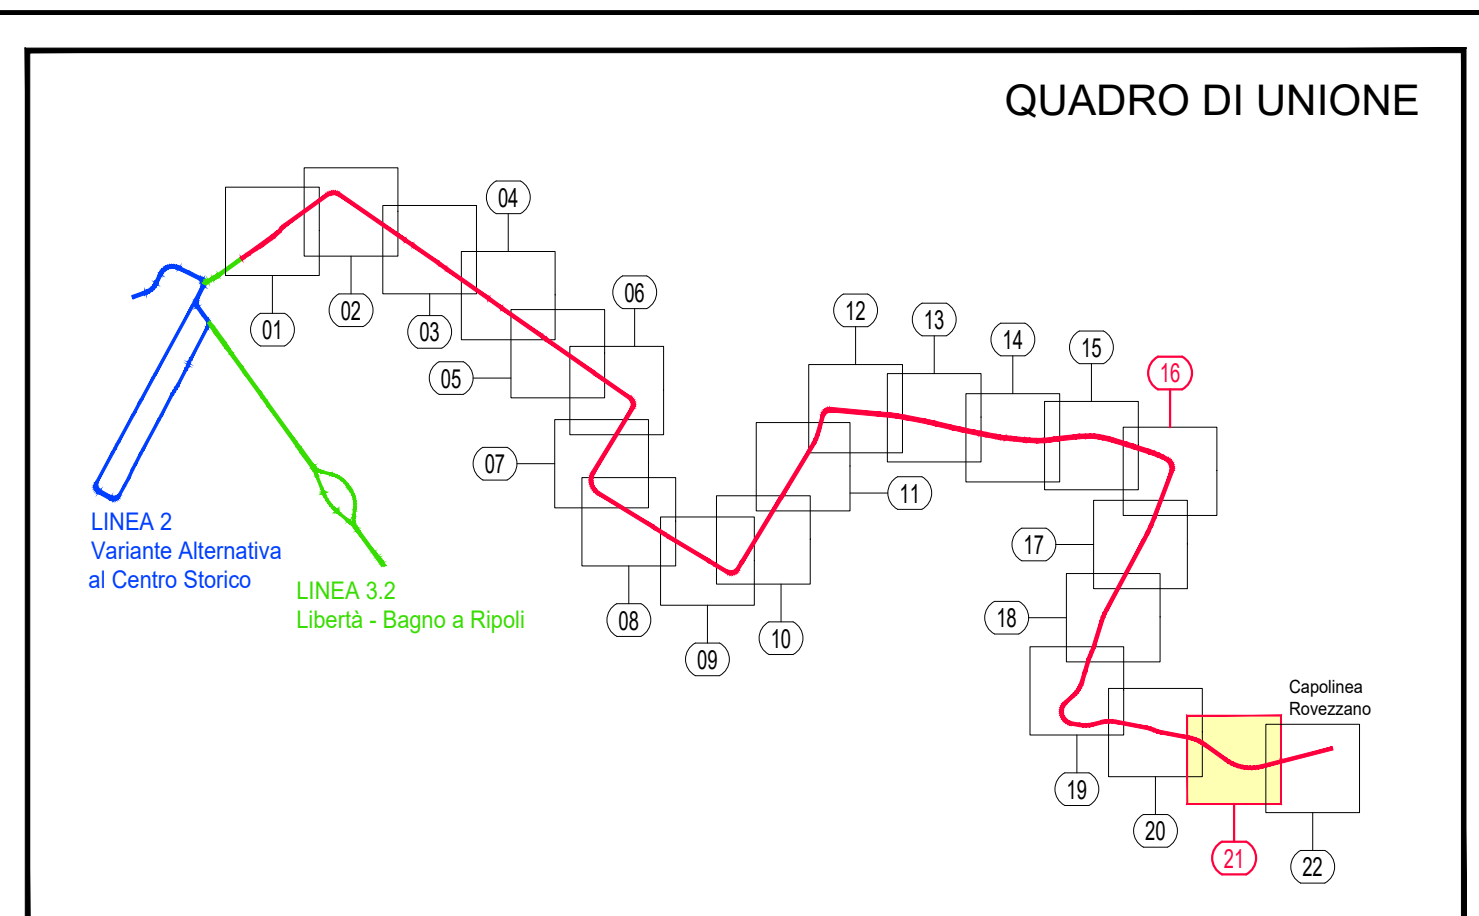 QUADRO DI UNIONE
04
06
01
02
03
12
13
14
15
16
05
07
11
LINEA 2
Variante Alternativa
al Centro Storico
LINEA 3.2
Libertà - Bagno a Ripoli
17
08
09
10
18
Capolinea
Rovezzano
19
20
21
22